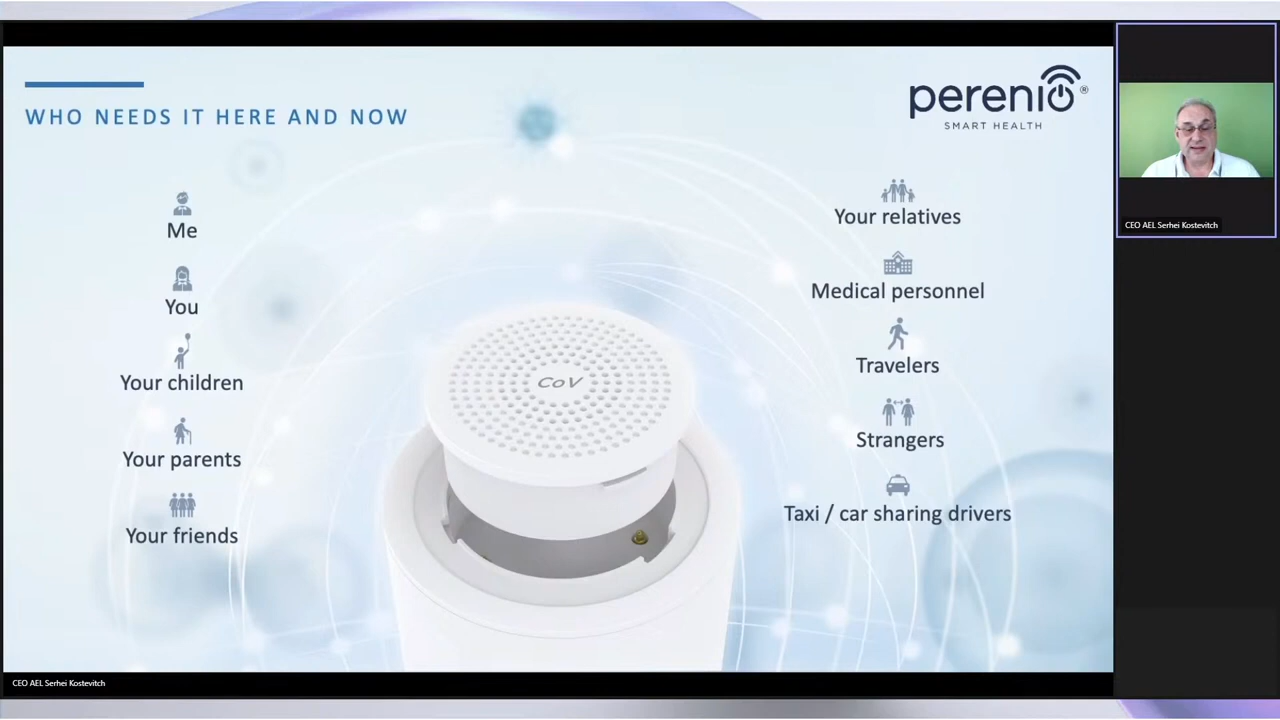 WHO NEEDS IT HERE AND NOW
perenio®
SMART HEALTH
Me
You
Your children
Your parents
Your friends
CoV
Your relatives
Medical personnel
Travelers
Strangers
Taxi / car sharing drivers
CEO AEL Serhei Kostevitch
CEO AEL Serhei Kostevitch